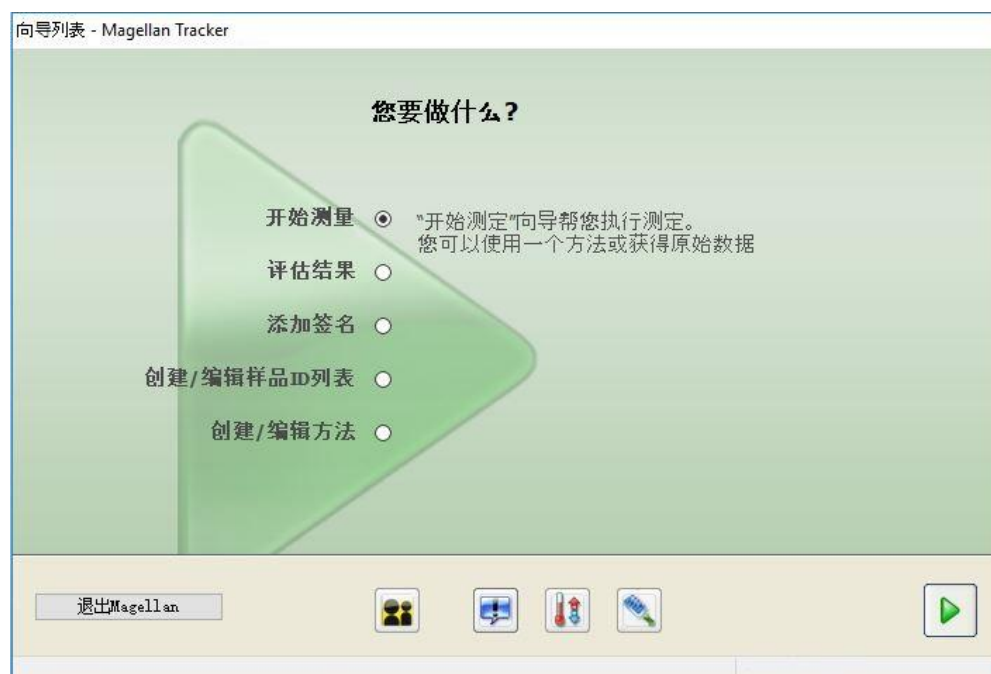 向导列表 - Magellan Tracker
您要做什么?
开始测量
“开始测定”向导帮您执行测定。
您可以使用一个方法或获得原始数据
评估结果
添加签名
创建/编辑样品ID列表
创建/编辑方法
退出Magellan